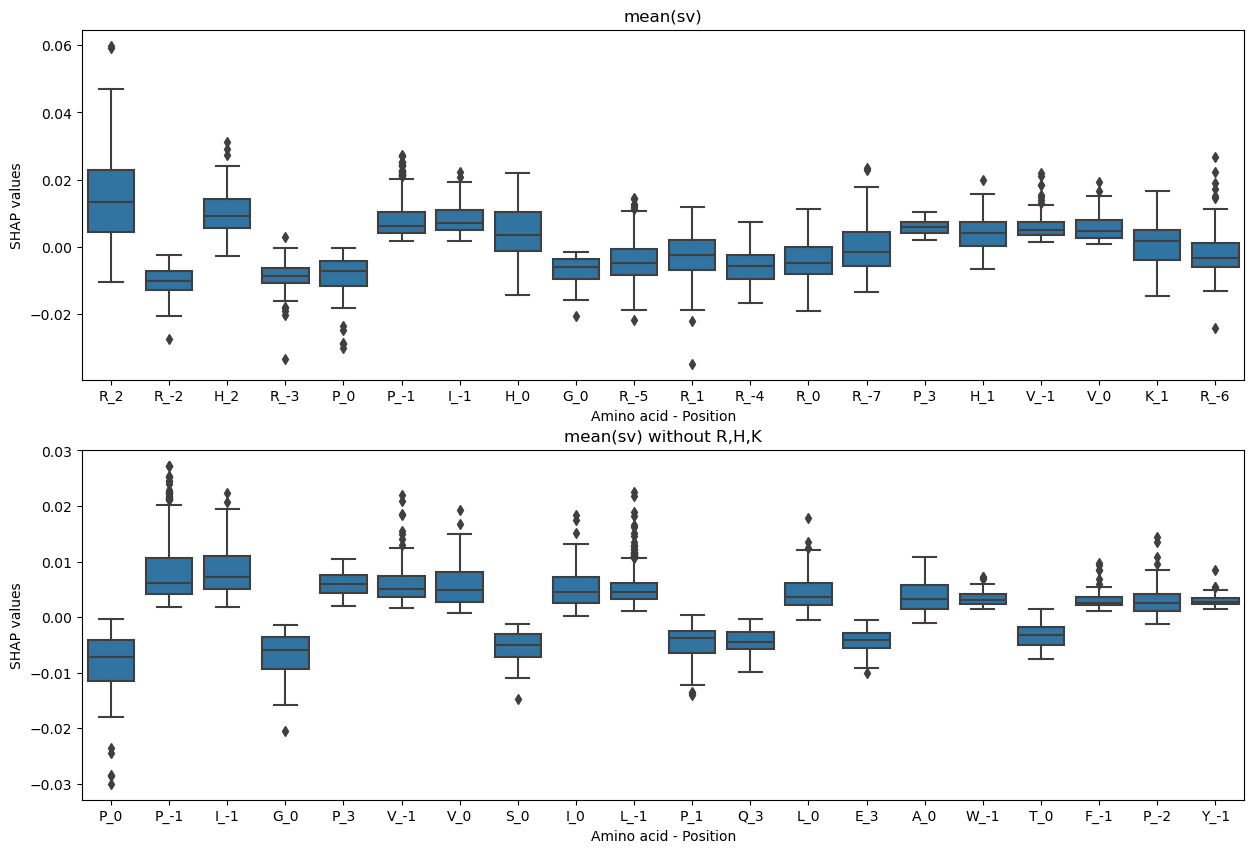 mean(sv)
SHAP values
0.06
0.04
0.02
0.00
−0.02
R_2 R_-2 H_2 R_-3 P_0 P_-1 I_-1 H_0 G_0 R_-5 R_1 R_-4 R_0 R_-7 P_3 H_1 V_-1 V_0 K_1 R_-6
Amino acid - Position
mean(sv) without R,H,K
SHAP values
0.03
0.02
0.01
0.00
−0.01
−0.02
−0.03
P_0 P_-1 I_-1 G_0 P_3 V_-1 V_0 S_0 I_0 L_-1 P_1 Q_3 L_0 E_3 A_0 W_-1 T_0 F_-1 P_-2 Y_-1
Amino acid - Position